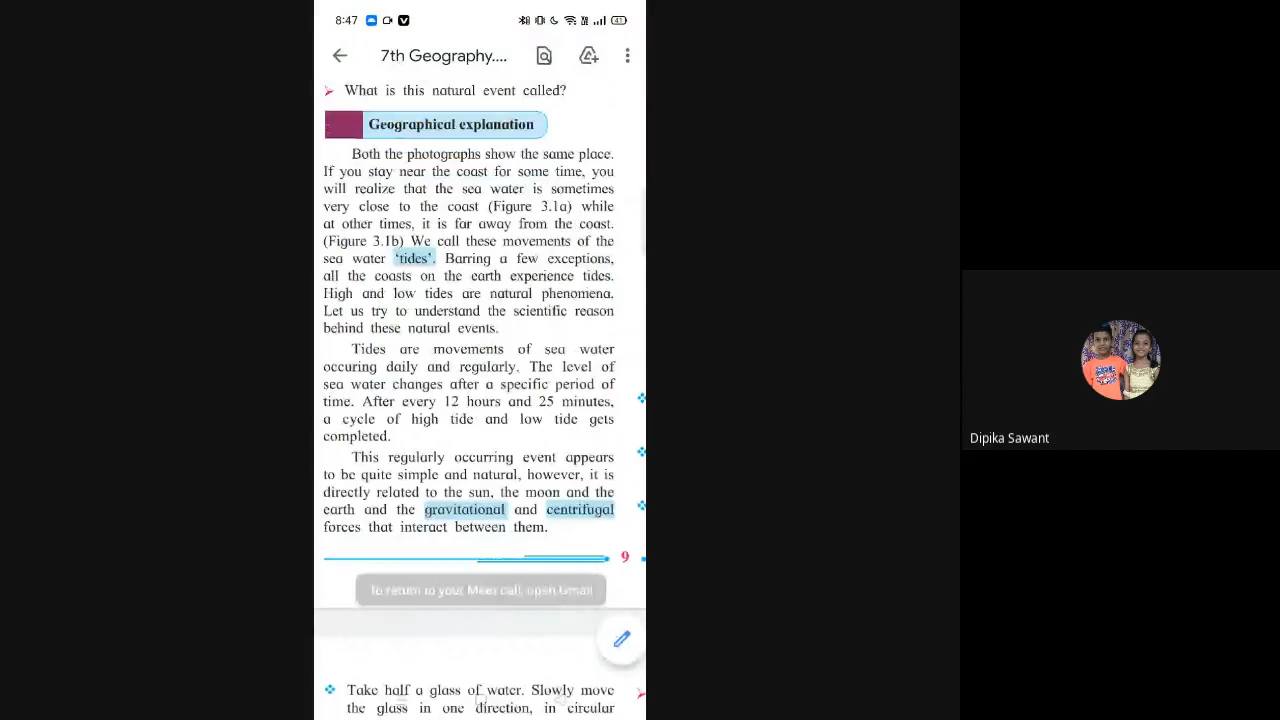 8:47
41
7th Geography....
What is this natural event called?
Geographical explanation
Both the photographs show the same place.
If you stay near the coast for some time, you
will realize that the sea water is sometimes
very close to the coast (Figure 3.1a) while
at other times, it is far away from the coast.
(Figure 3.1b) We call these movements of the
sea water ‘tides’. Barring a few exceptions,
all the coasts on the earth experience tides.
High and low tides are natural phenomena.
Let us try to understand the scientific reason
behind these natural events.
Tides are movements of sea water
occuring daily and regularly. The level of
sea water changes after a specific period of
time. After every 12 hours and 25 minutes,
a cycle of high tide and low tide gets
completed.
This regularly occurring event appears
to be quite simple and natural, however, it is
directly related to the sun, the moon and the
earth and the gravitational and centrifugal
forces that interact between them.
9
To return to your Meet call, open Gmail
Take half a glass of water. Slowly move
the glass in one direction, in circular
Dipika Sawant